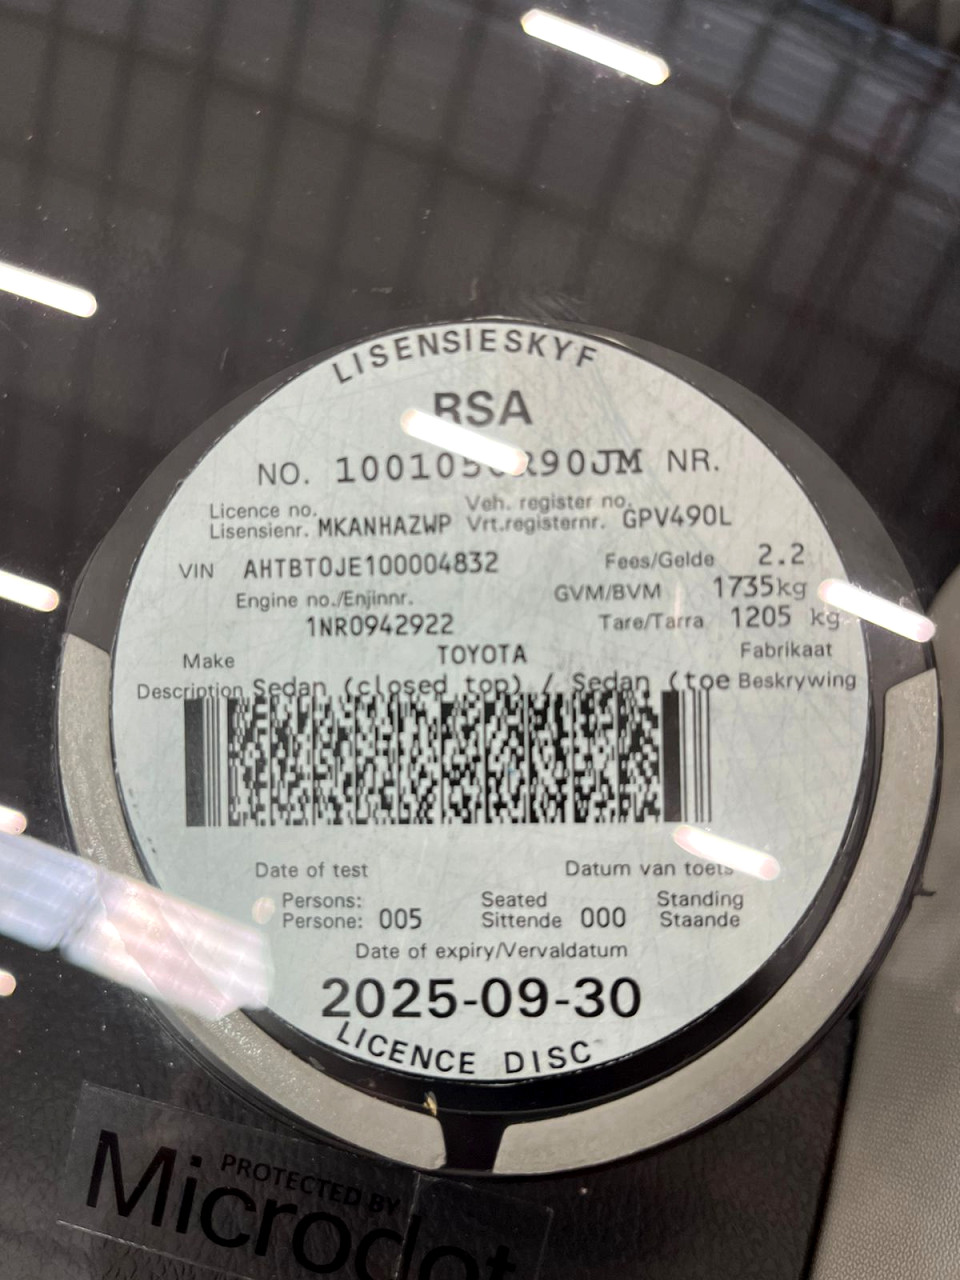 LISENSIESKYF
RSA
NO. NR.
Licence no. Veh. register no.
Lisensienr. MKANHAZWP Vrt.registernr. GPV490L
VIN AHTBT0JE100004832 Fees/Gelde 2.2
Engine no./Enjinnr. GVM/BVM 1735kg
1NR0942922 Tare/Tarra 1205 kg
Make TOYOTA Fabrikaat
Description Sedan (closed top) / Sedan (toe Beskrywing
Date of test Datum van toets
Persons: Seated Standing
Persone: 005 Sittende 000 Staande
Date of expiry/Vervaldatum
2025-09-30
LICENCE DISC
PROTECTED BY
Microdot